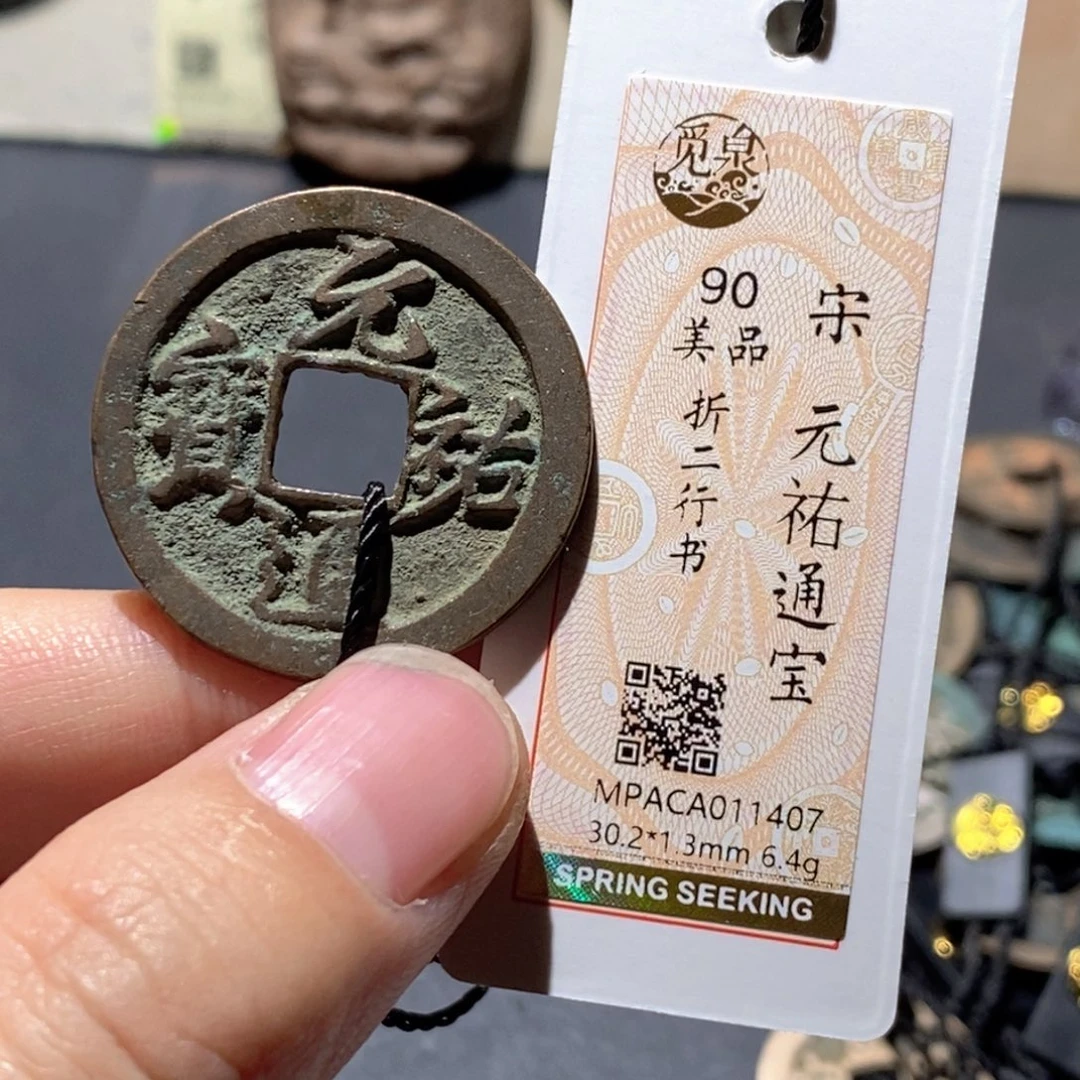 元祐通寶
觅泉
90
美品
折二行书
宋 元祐通宝
MPACA011407
30.2*1.3mm 6.4g
SPRING SEEKING